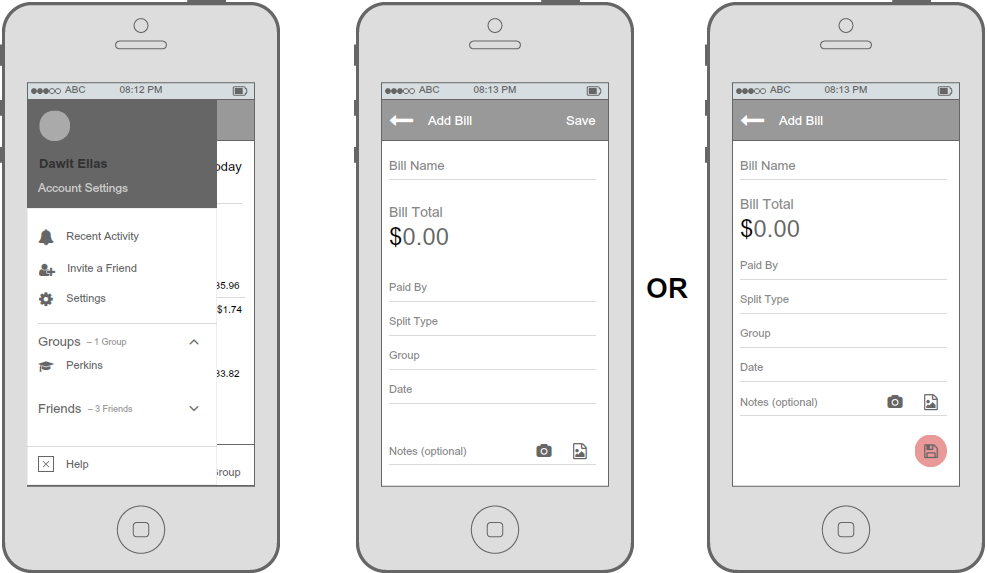 ABC 08:12 PM
Dawit Elias
Account Settings
oday
Recent Activity
Invite a Friend
35.96
Settings
$1.74
Groups – 1 Group
Perkins
33.82
Friends – 3 Friends
Help
roup
ABC 08:13 PM
Add Bill Save
Bill Name
Bill Total
$0.00
Paid By
Split Type
Group
Date
Notes (optional)
OR
ABC 08:13 PM
Add Bill
Bill Name
Bill Total
$0.00
Paid By
Split Type
Group
Date
Notes (optional)